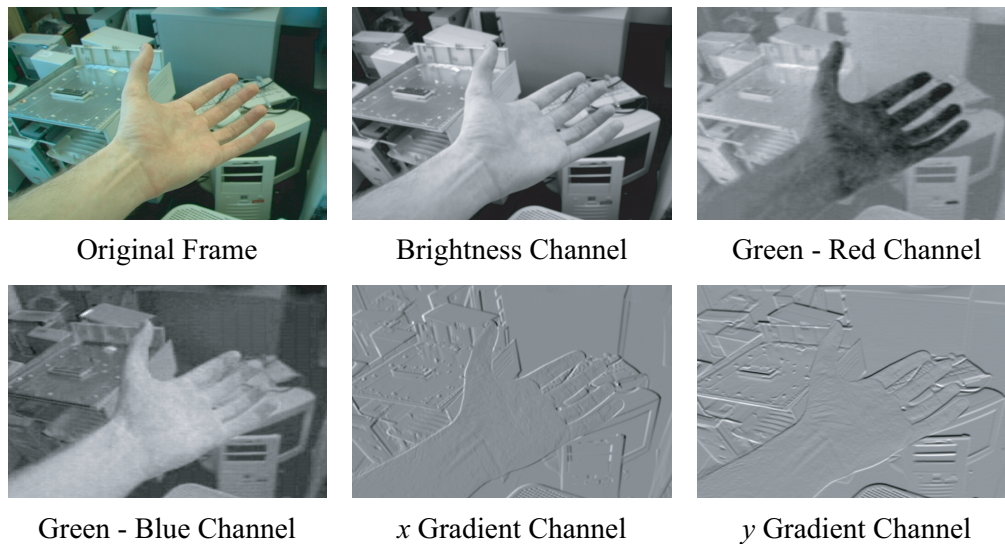 Original Frame
Brightness Channel
Green - Red Channel
Green - Blue Channel
x Gradient Channel
y Gradient Channel